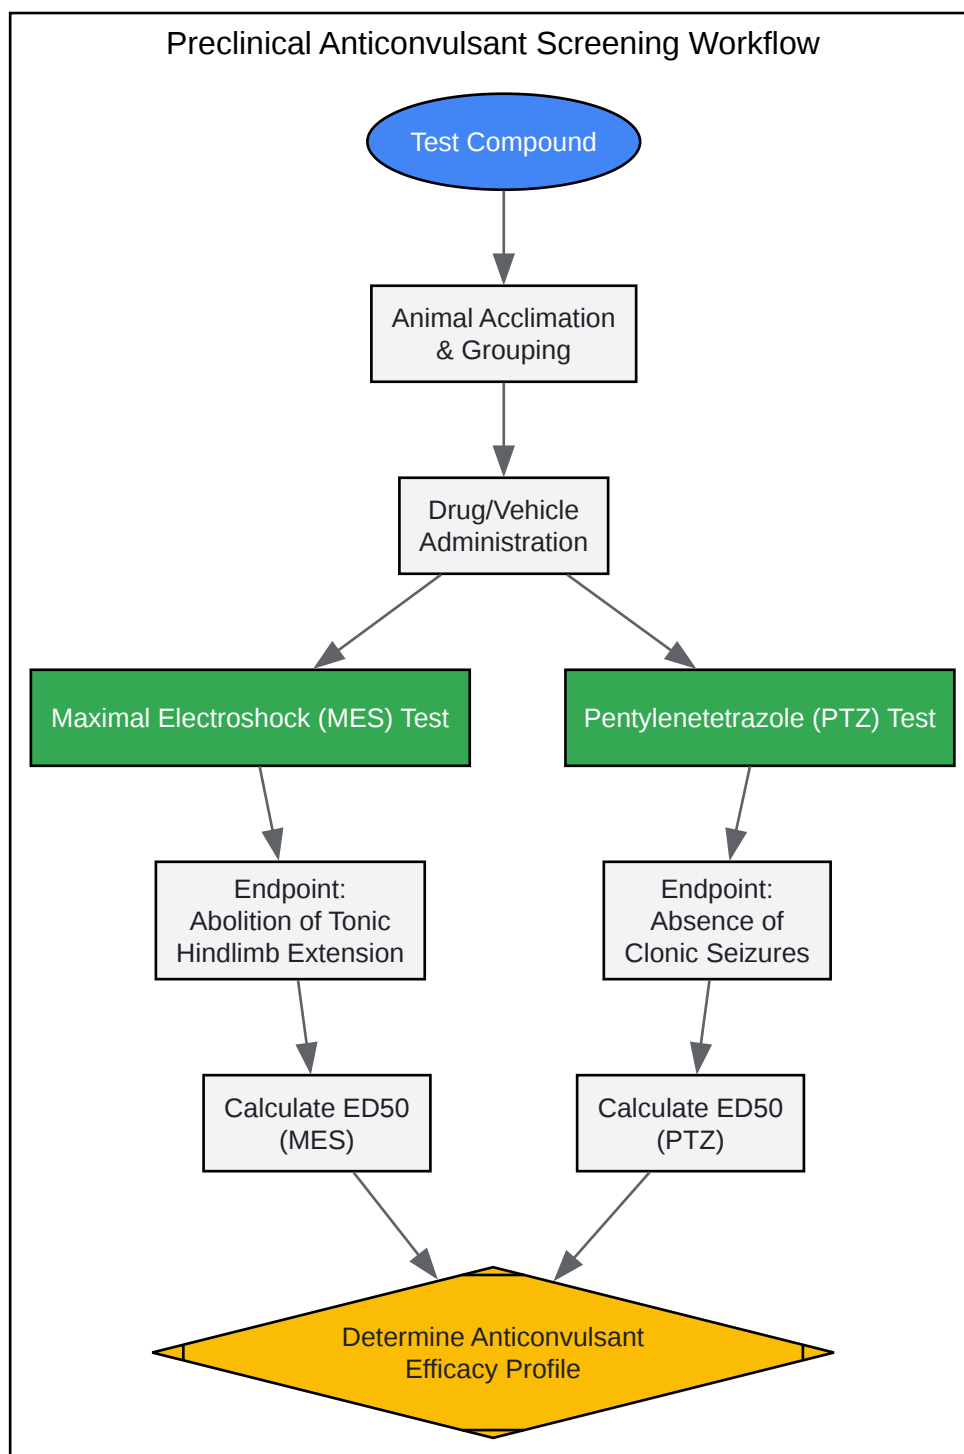 Preclinical Anticonvulsant Screening Workflow
Test Compound
Animal Acclimation
& Grouping
Drug/Vehicle
Administration
Maximal Electroshock (MES) Test
Pentylenetetrazole (PTZ) Test
Endpoint:
Abolition of Tonic
Hindlimb Extension
Endpoint:
Absence of
Clonic Seizures
Calculate ED50
(MES)
Calculate ED50
(PTZ)
Determine Anticonvulsant
Efficacy Profile